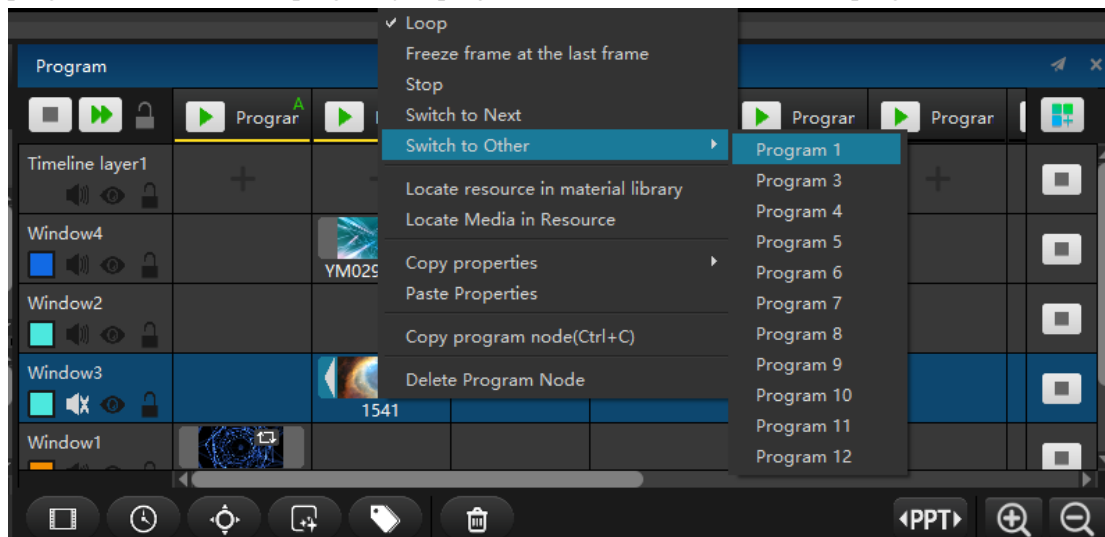 Loop
Freeze frame at the last frame
Stop
Switch to Next
Switch to Other
Locate resource in material library
Locate Media in Resource
Copy properties
Paste Properties
Copy program node(Ctrl+C)
Delete Program Node
Program 1
Program 3
Program 4
Program 5
Program 6
Program 7
Program 8
Program 9
Program 10
Program 11
Program 12
Program
A
Prograr
Prograr
Prograr
Timeline layer1
Window4
YM029
Window2
Window3
1541
Window1
PPT